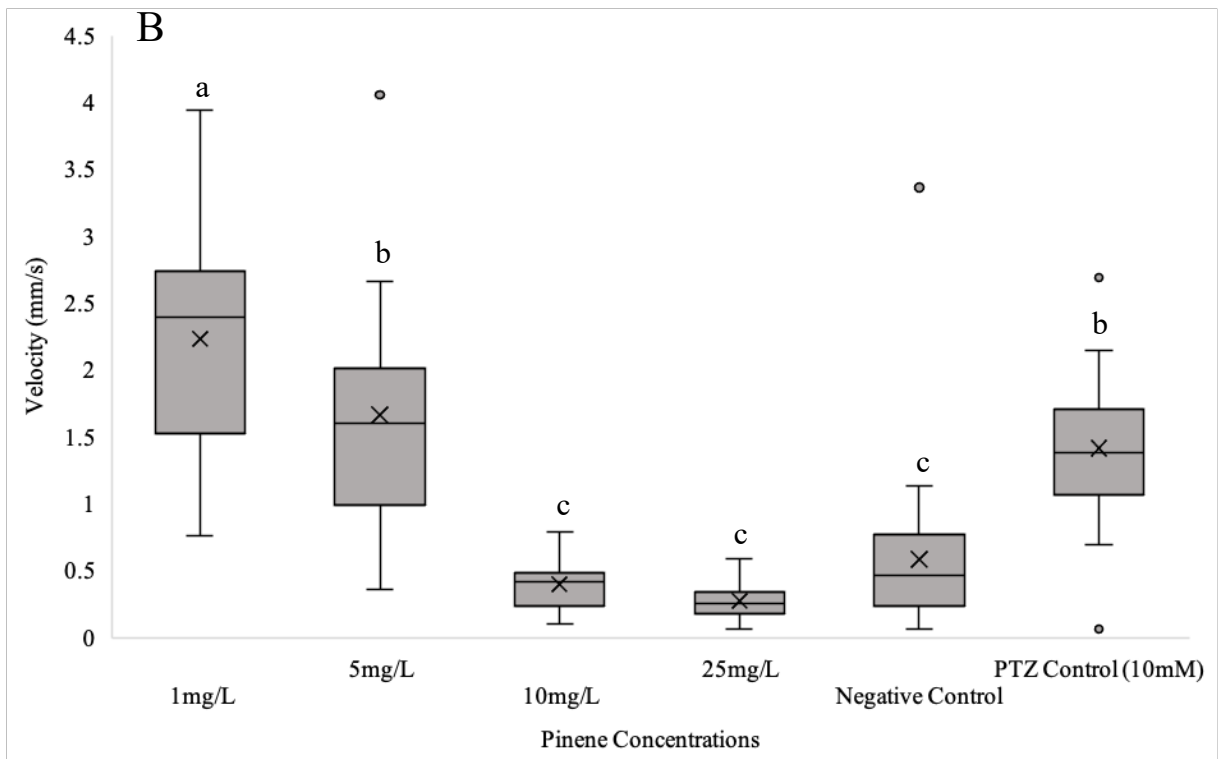 B
4.5
4
3.5
3
2.5
2
1.5
1
0.5
0
Velocity (mm/s)
a
b
c
c
c
b
1mg/L
5mg/L
10mg/L
25mg/L
Negative Control
PTZ Control (10mM)
Pinene Concentrations